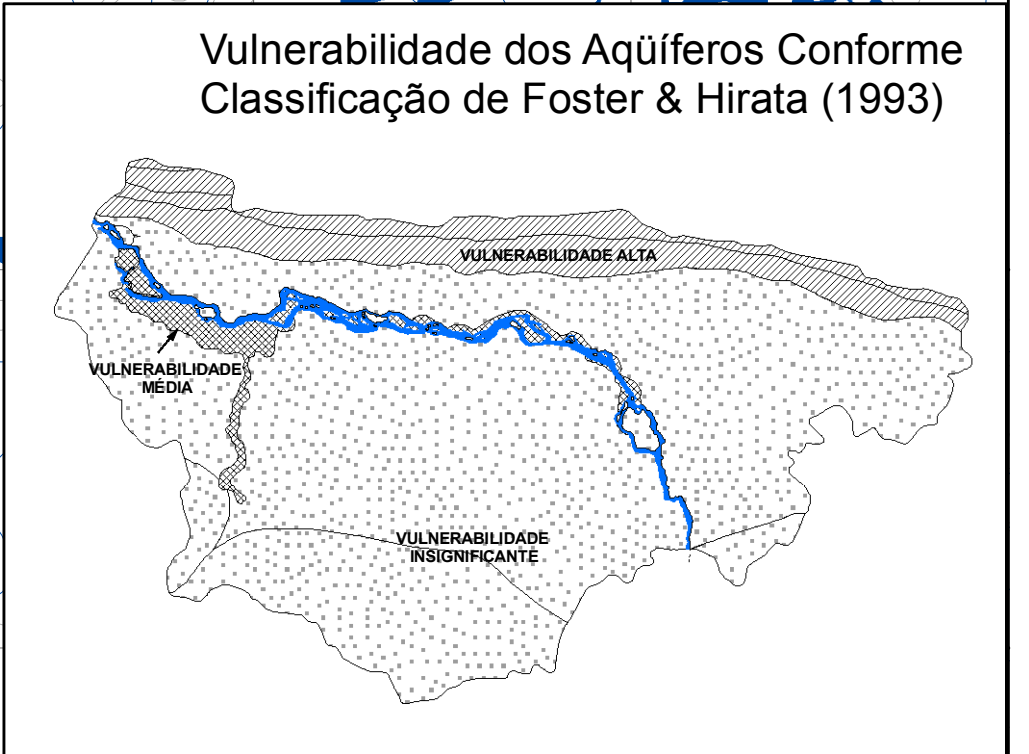 Vulnerabilidade dos Aqüíferos Conforme
Classificação de Foster & Hirata (1993)
VULNERABILIDADE ALTA
VULNERABILIDADE
MÉDIA
VULNERABILIDADE
INSIGNIFICANTE